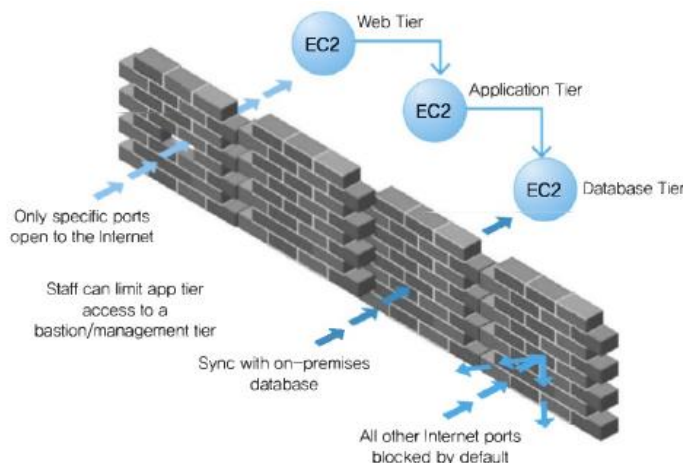 Web Tier
EC2
Application Tier
EC2
EC2
Database Tier
Only specific ports
open to the Internet
Staff can limit app tier
access to a
bastion/management tier
Sync with on-premises
database
All other Internet ports
blocked by default